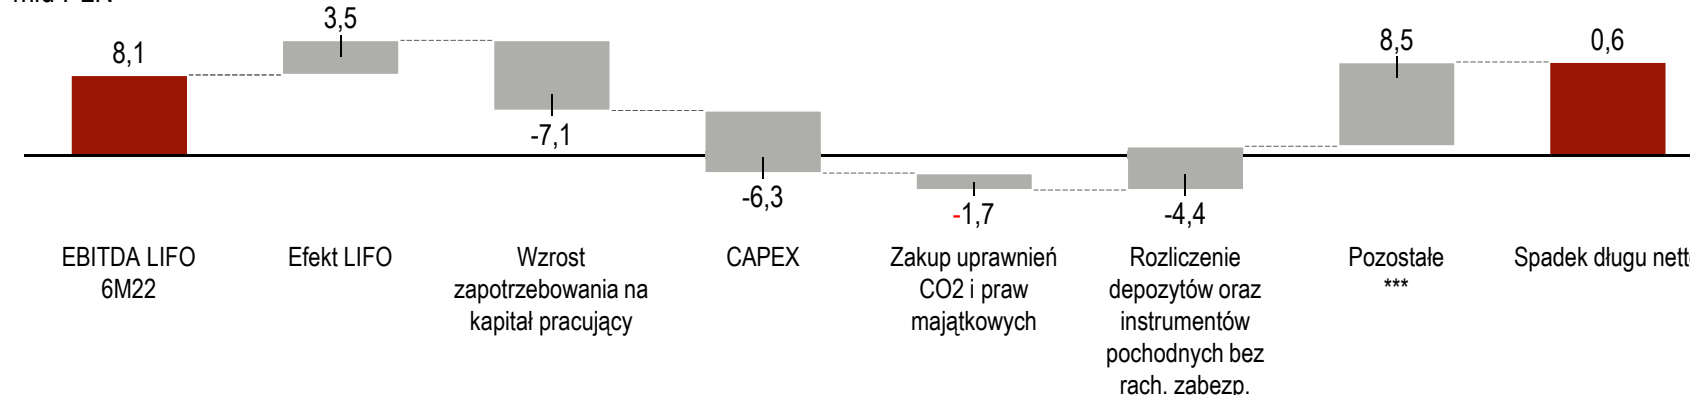 mld PLN
8,1
3,5
-7,1
-6,3
-1,7
-4,4
8,5
0,6
EBITDA LIFO
6M22
Efekt LIFO
Wzrost
zapotrzebowania na
kapitał pracujący
CAPEX
Zakup uprawnień
CO2 i praw
majątkowych
Rozliczenie
depozytów oraz
instrumentów
pochodnych bez
rach. zabezp.
Pozostałe
***
Spadek długu netto